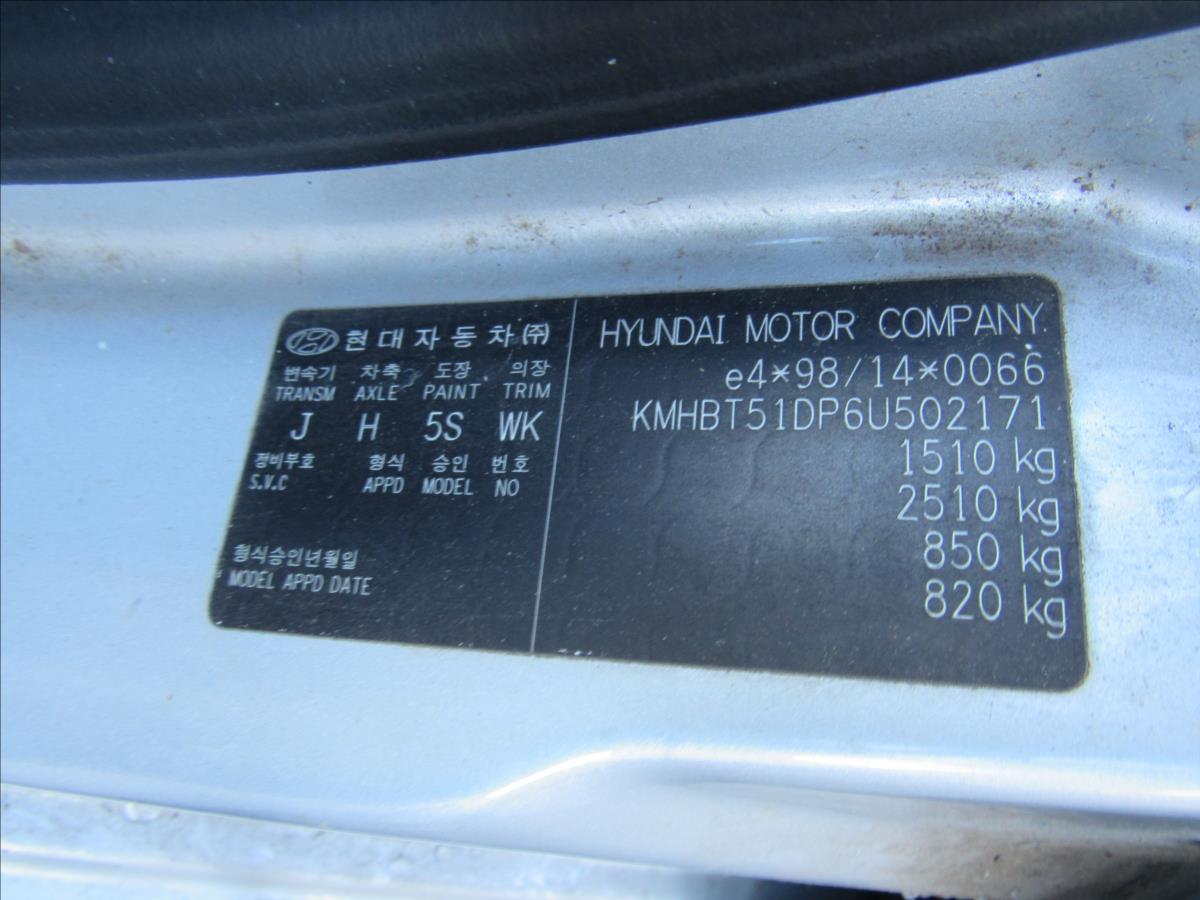 현대자동차㈜
변속기 차축 도장 의장
TRANSM AXLE PAINT TRIM
J H 5S WK
정비부호 형식 승인 번호
S.V.C APPD MODEL NO
형식승인년월일
MODEL APPD DATE
HYUNDAI MOTOR COMPANY
e4*98/14*0066
KMHBT51DP6U502171
1510 kg
2510 kg
850 kg
820 kg